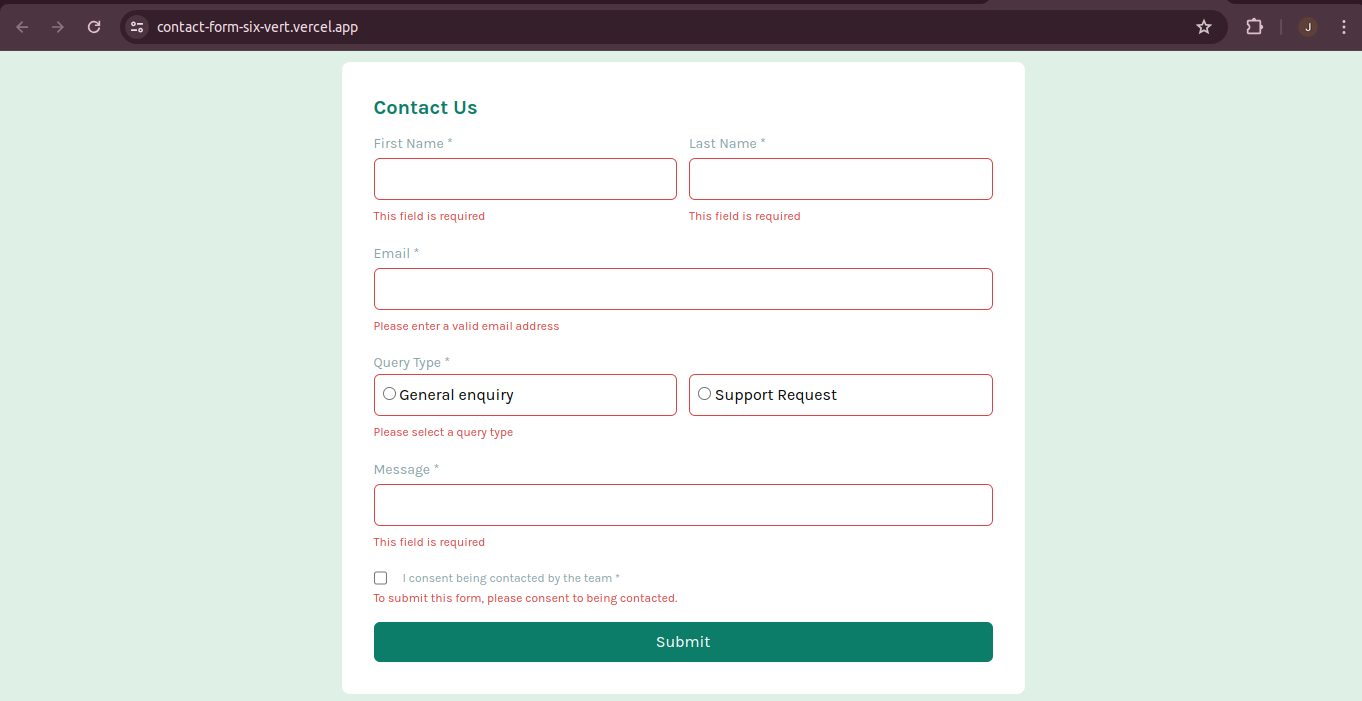 contact-form-six-vert.vercel.app
J
Contact Us
First Name * Last Name *
This field is required This field is required
Email *
Please enter a valid email address
Query Type *
General enquiry Support Request
Please select a query type
Message *
This field is required
I consent being contacted by the team *
To submit this form, please consent to being contacted.
Submit